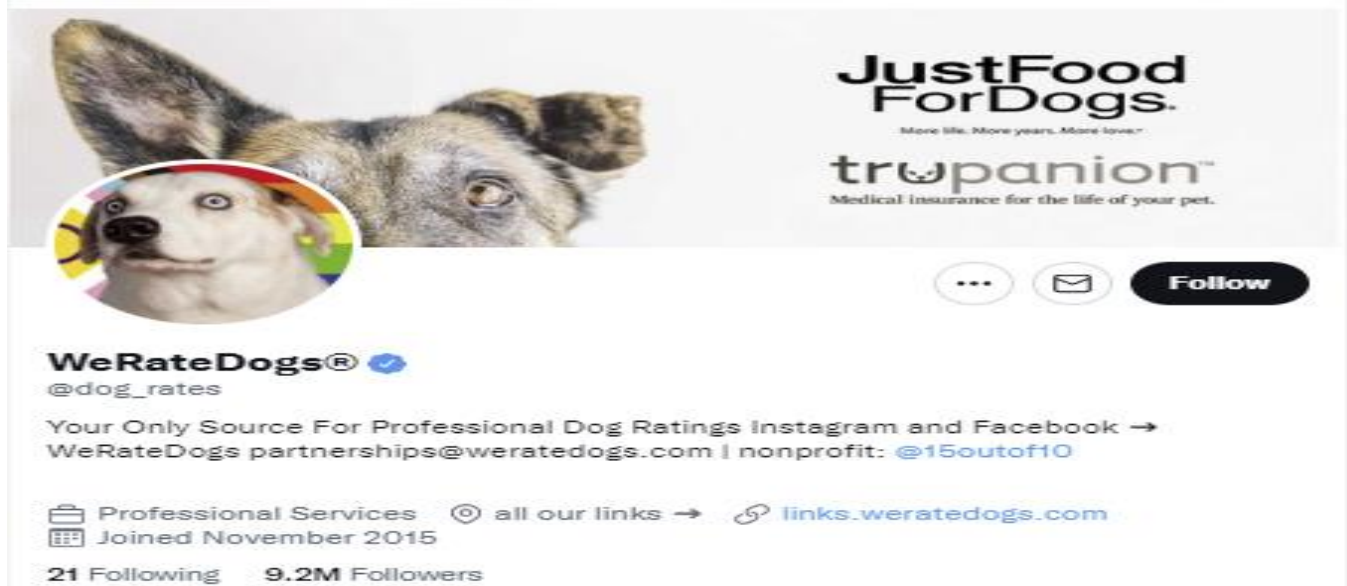 JustFood
ForDogs.
More life. More years. More love.™
trupanion™
Medical insurance for the life of your pet.
Follow
WeRateDogs®
@dog_rates
Your Only Source For Professional Dog Ratings Instagram and Facebook →
WeRateDogs partnerships@weratedogs.com | nonprofit: @15outof10
Professional Services all our links → links.weratedogs.com
Joined November 2015
21 Following 9.2M Followers